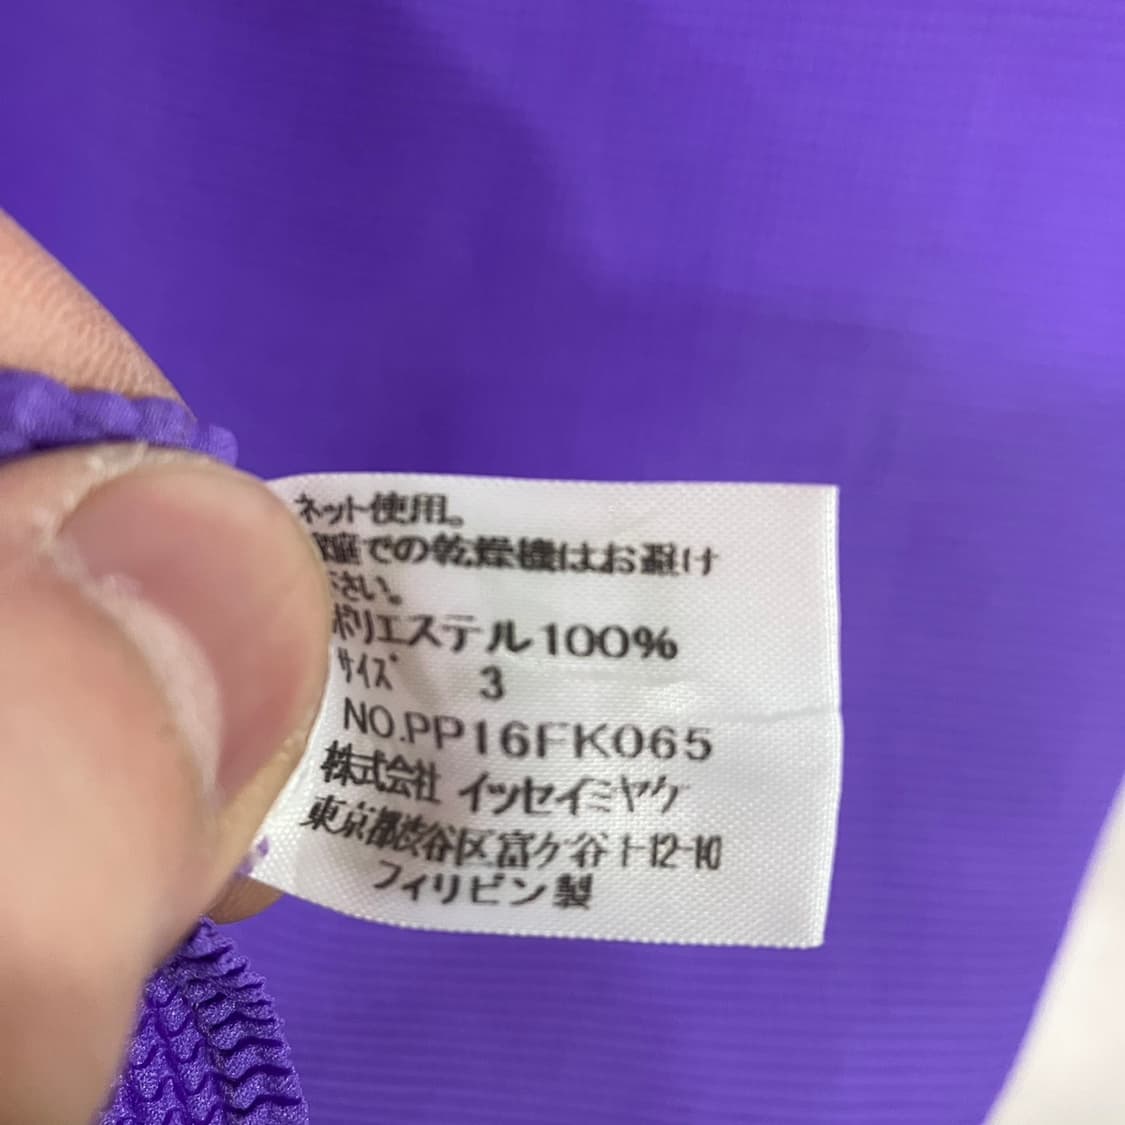 ネット使用。
庭での乾燥機はお避け
さい。
ポリエステル100%
サイズ 3
NO.PP16FK065
株式会社 イッセイミヤケ
東京都渋谷区富ケ谷1-12-10
フィリピン製